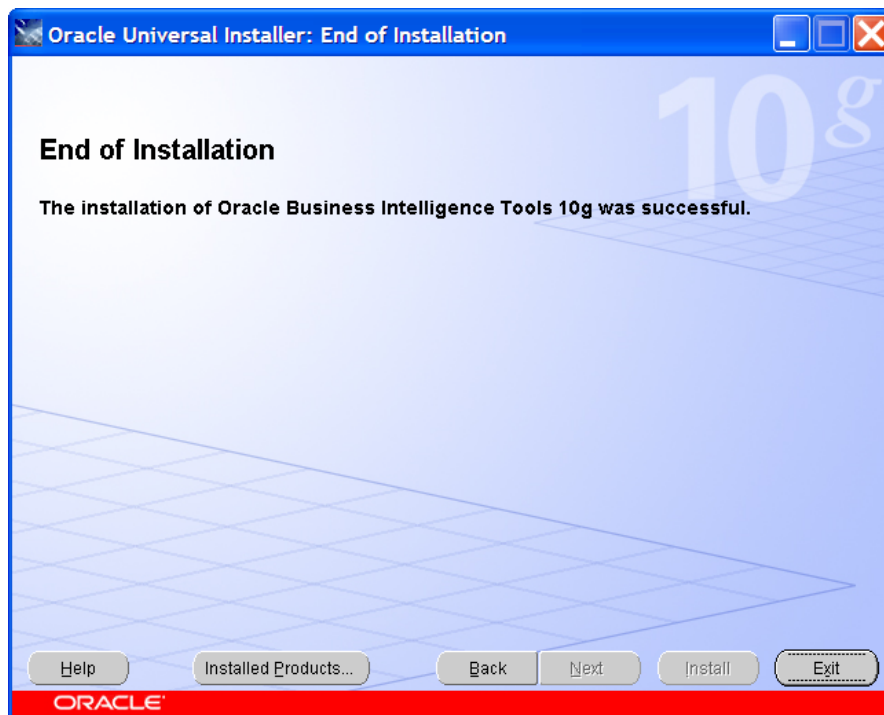 Oracle Universal Installer: End of Installation
10g
End of Installation
The installation of Oracle Business Intelligence Tools 10g was successful.
Help Installed Products... Back Next Install Exit
ORACLE